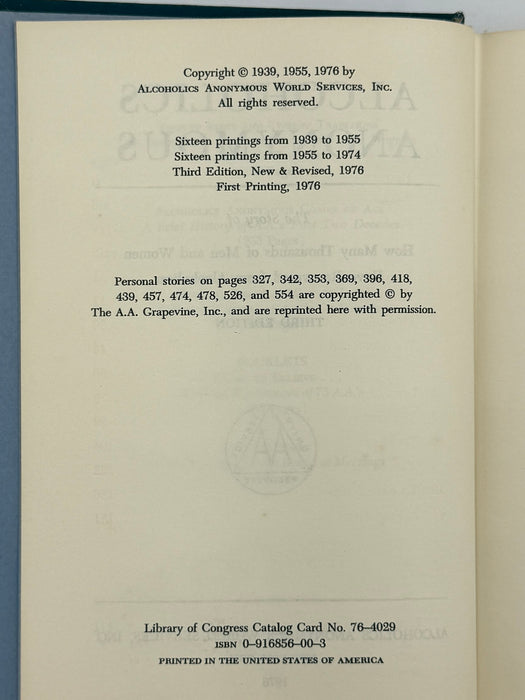 Copyright © 1939, 1955, 1976 by
ALCOHOLICS ANONYMOUS WORLD SERVICES, INC.
All rights reserved.
Sixteen printings from 1939 to 1955
Sixteen printings from 1955 to 1974
Third Edition, New & Revised, 1976
First Printing, 1976
Personal stories on pages 327, 342, 353, 369, 396, 418,
439, 457, 474, 478, 526, and 554 are copyrighted © by
The A.A. Grapevine, Inc., and are reprinted here with permission.
Library of Congress Catalog Card No. 76–4029
ISBN 0–916856–00–3
PRINTED IN THE UNITED STATES OF AMERICA